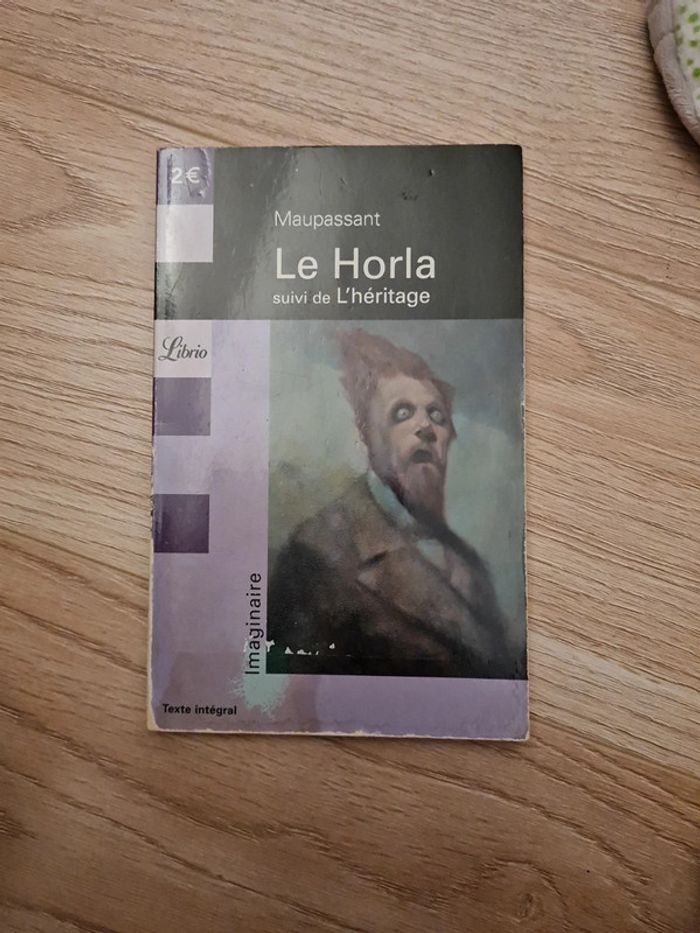 2€
Maupassant
Le Horla
suivi de L'héritage
Librio
Imaginaire
Texte intégral